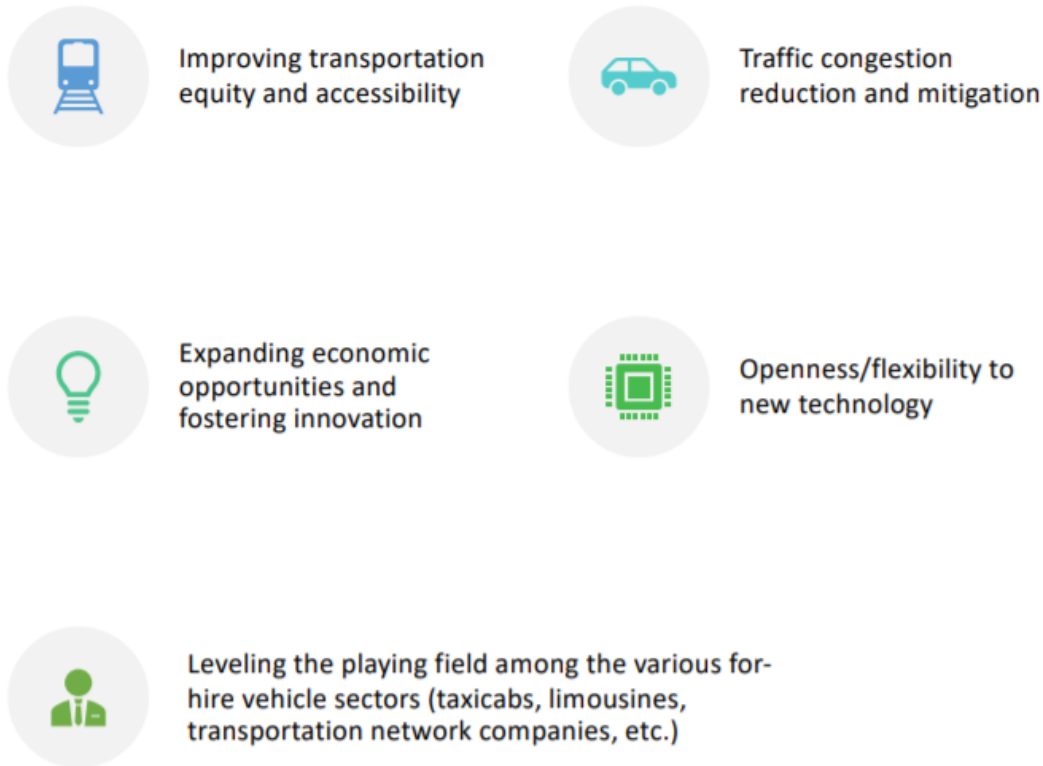 Improving transportation
equity and accessibility
Traffic congestion
reduction and mitigation
Expanding economic
opportunities and
fostering innovation
Openness/flexibility to
new technology
Leveling the playing field among the various for-
hire vehicle sectors (taxicabs, limousines,
transportation network companies, etc.)